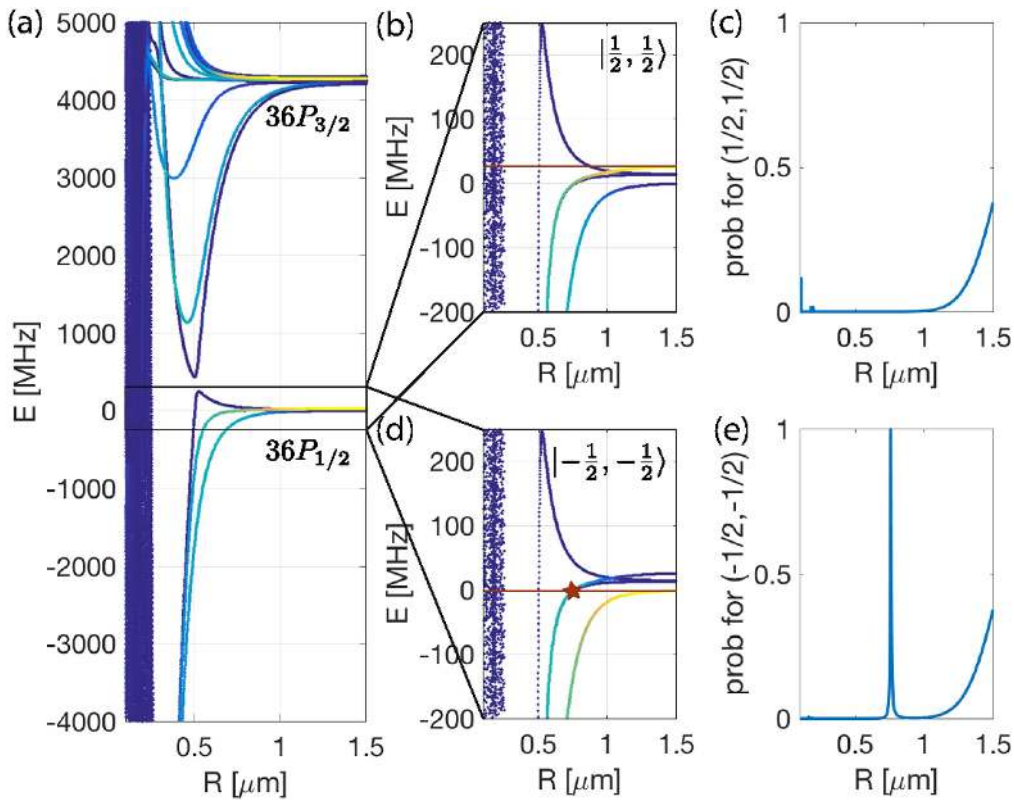 (a)
5000
4000
3000
2000
1000
0
-1000
-2000
-3000
-4000
E [MHz]
36P_{3/2}
36P_{1/2}
0.5
1
1.5
R [μm]
(b)
|1/2, 1/2⟩
200
100
0
-100
-200
E [MHz]
0.5
1
1.5
R [μm]
(c)
1
0.5
0
prob for (1/2,1/2)
0.5
1
1.5
R [μm]
(d)
|-1/2, -1/2⟩
200
100
0
-100
-200
E [MHz]
0.5
1
1.5
R [μm]
(e)
1
0.5
0
prob for (-1/2,-1/2)
0.5
1
1.5
R [μm]